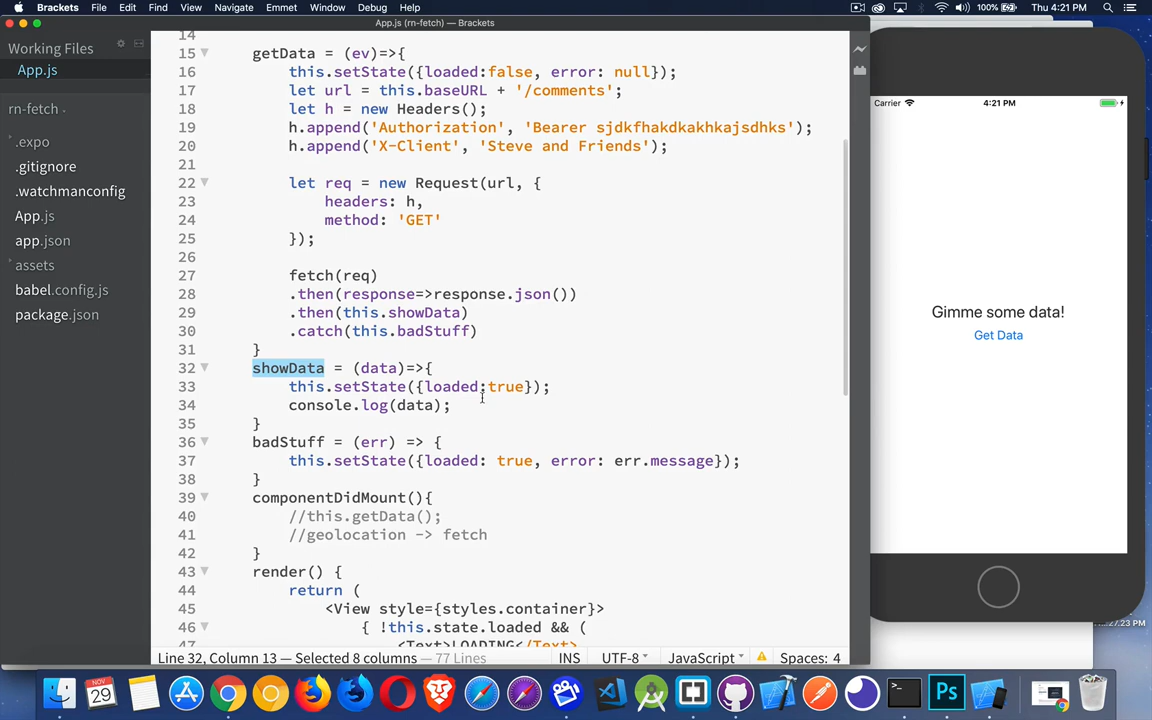 Brackets File Edit Find View Navigate Emmet Window Debug Help 100% Thu 4:21 PM
App.js (rn-fetch) — Brackets
Working Files
App.js
rn-fetch
.expo
.gitignore
.watchmanconfig
App.js
app.json
assets
babel.config.js
package.json
14
15 getData = (ev)=>{
16 this.setState({loaded:false, error: null});
17 let url = this.baseURL + '/comments';
18 let h = new Headers();
19 h.append('Authorization', 'Bearer sjdkfhakdkakhkajsdhks');
20 h.append('X-Client', 'Steve and Friends');
21
22 let req = new Request(url, {
23 headers: h,
24 method: 'GET'
25 });
26
27 fetch(req)
28 .then(response=>response.json())
29 .then(this.showData)
30 .catch(this.badStuff)
31 }
32 showData = (data)=>{
33 this.setState({loaded:true});
34 console.log(data);
35 }
36 badStuff = (err) => {
37 this.setState({loaded: true, error: err.message});
38 }
39 componentDidMount(){
40 //this.getData();
41 //geolocation -> fetch
42 }
43 render() {
44 return (
45 <View style={styles.container}>
46 { !this.state.loaded && (
47 <Text>LOADING</Text>
Line 32, Column 13 — Selected 8 columns — 77 Lines INS UTF-8 JavaScript Spaces: 4
Carrier 4:21 PM
Gimme some data!
Get Data
NOV
29
Ps